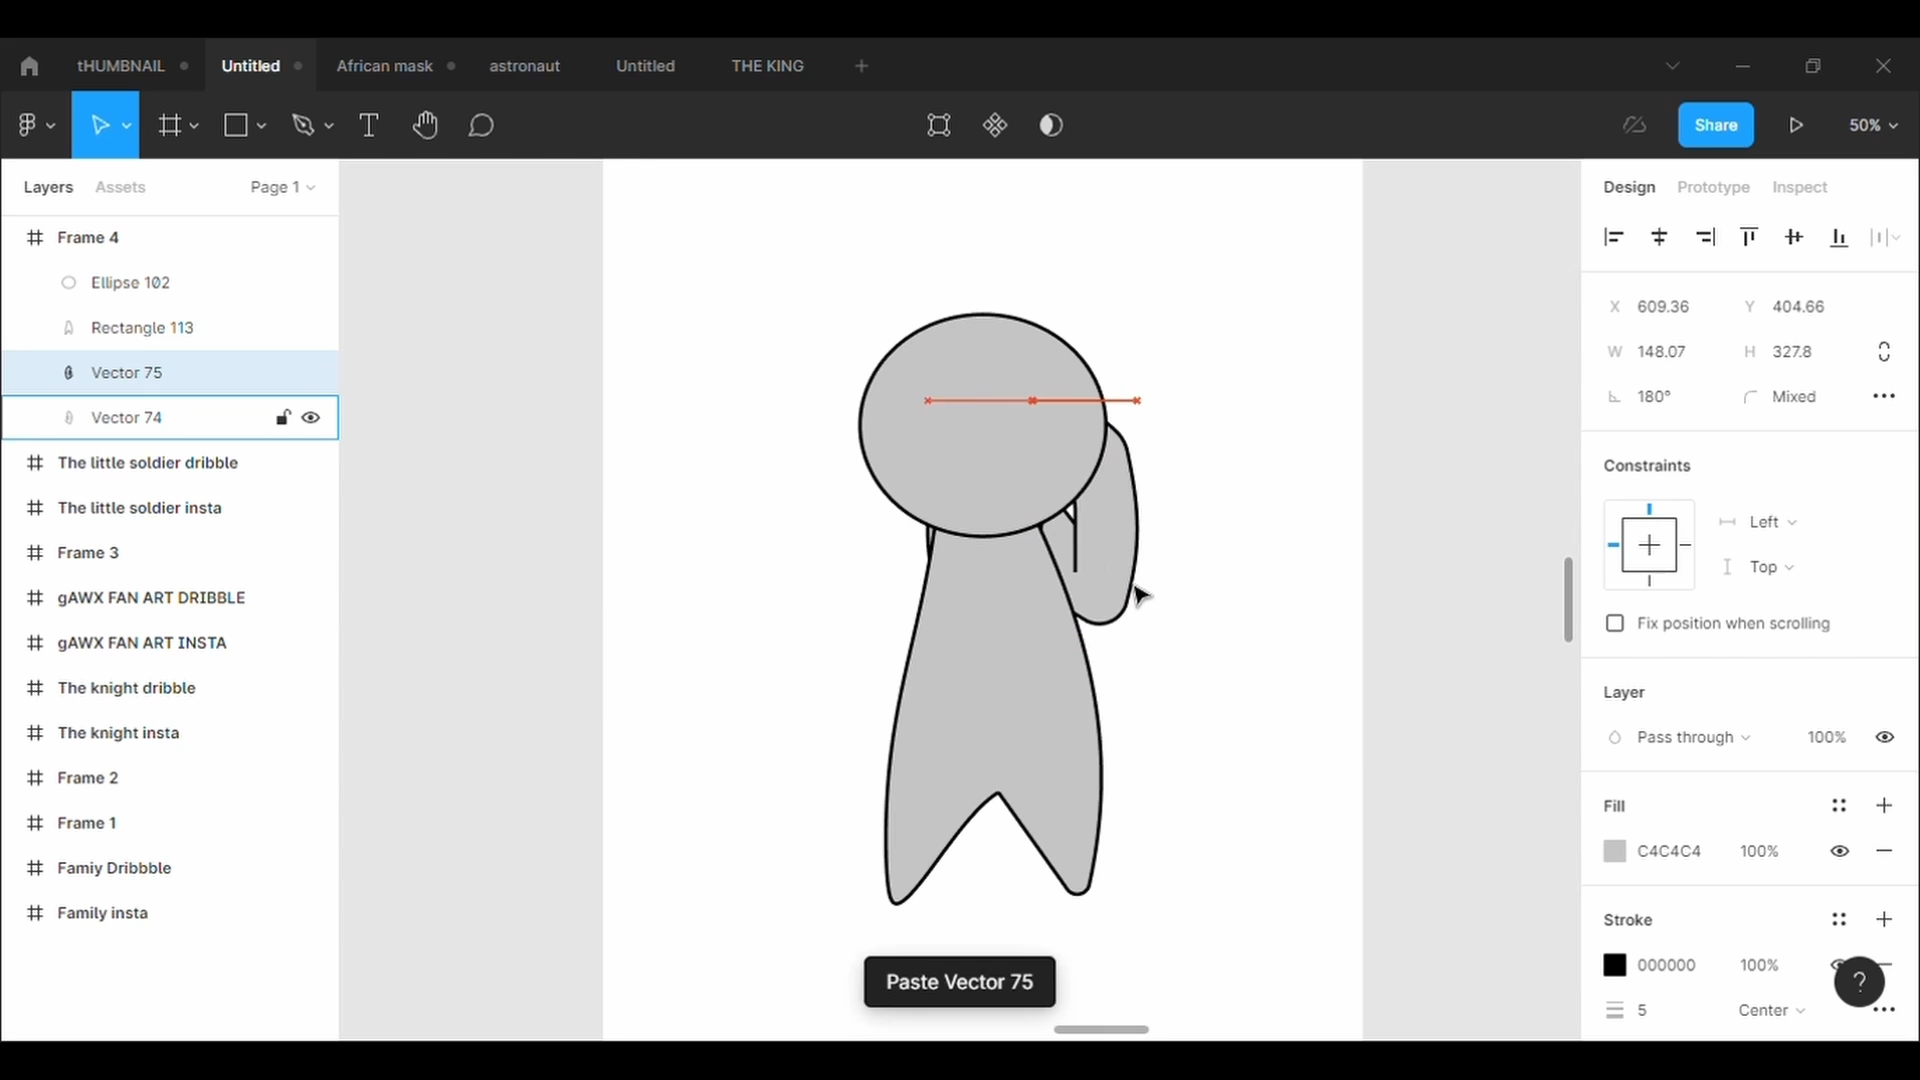 tHUMBNAIL
Untitled
African mask
astronaut
Untitled
THE KING
Share
50%
Layers
Assets
Page 1
Design
Prototype
Inspect
Frame 4
Ellipse 102
Rectangle 113
Vector 75
Vector 74
The little soldier dribble
The little soldier insta
Frame 3
gAWX FAN ART DRIBBLE
gAWX FAN ART INSTA
The knight dribble
The knight insta
Frame 2
Frame 1
Famiy Dribbble
Family insta
Paste Vector 75
X 609.36 Y 404.66
W 148.07 H 327.8
180° Mixed
Constraints
Left
Top
Fix position when scrolling
Layer
Pass through 100%
Fill
C4C4C4 100%
Stroke
000000 100%
?
5 Center